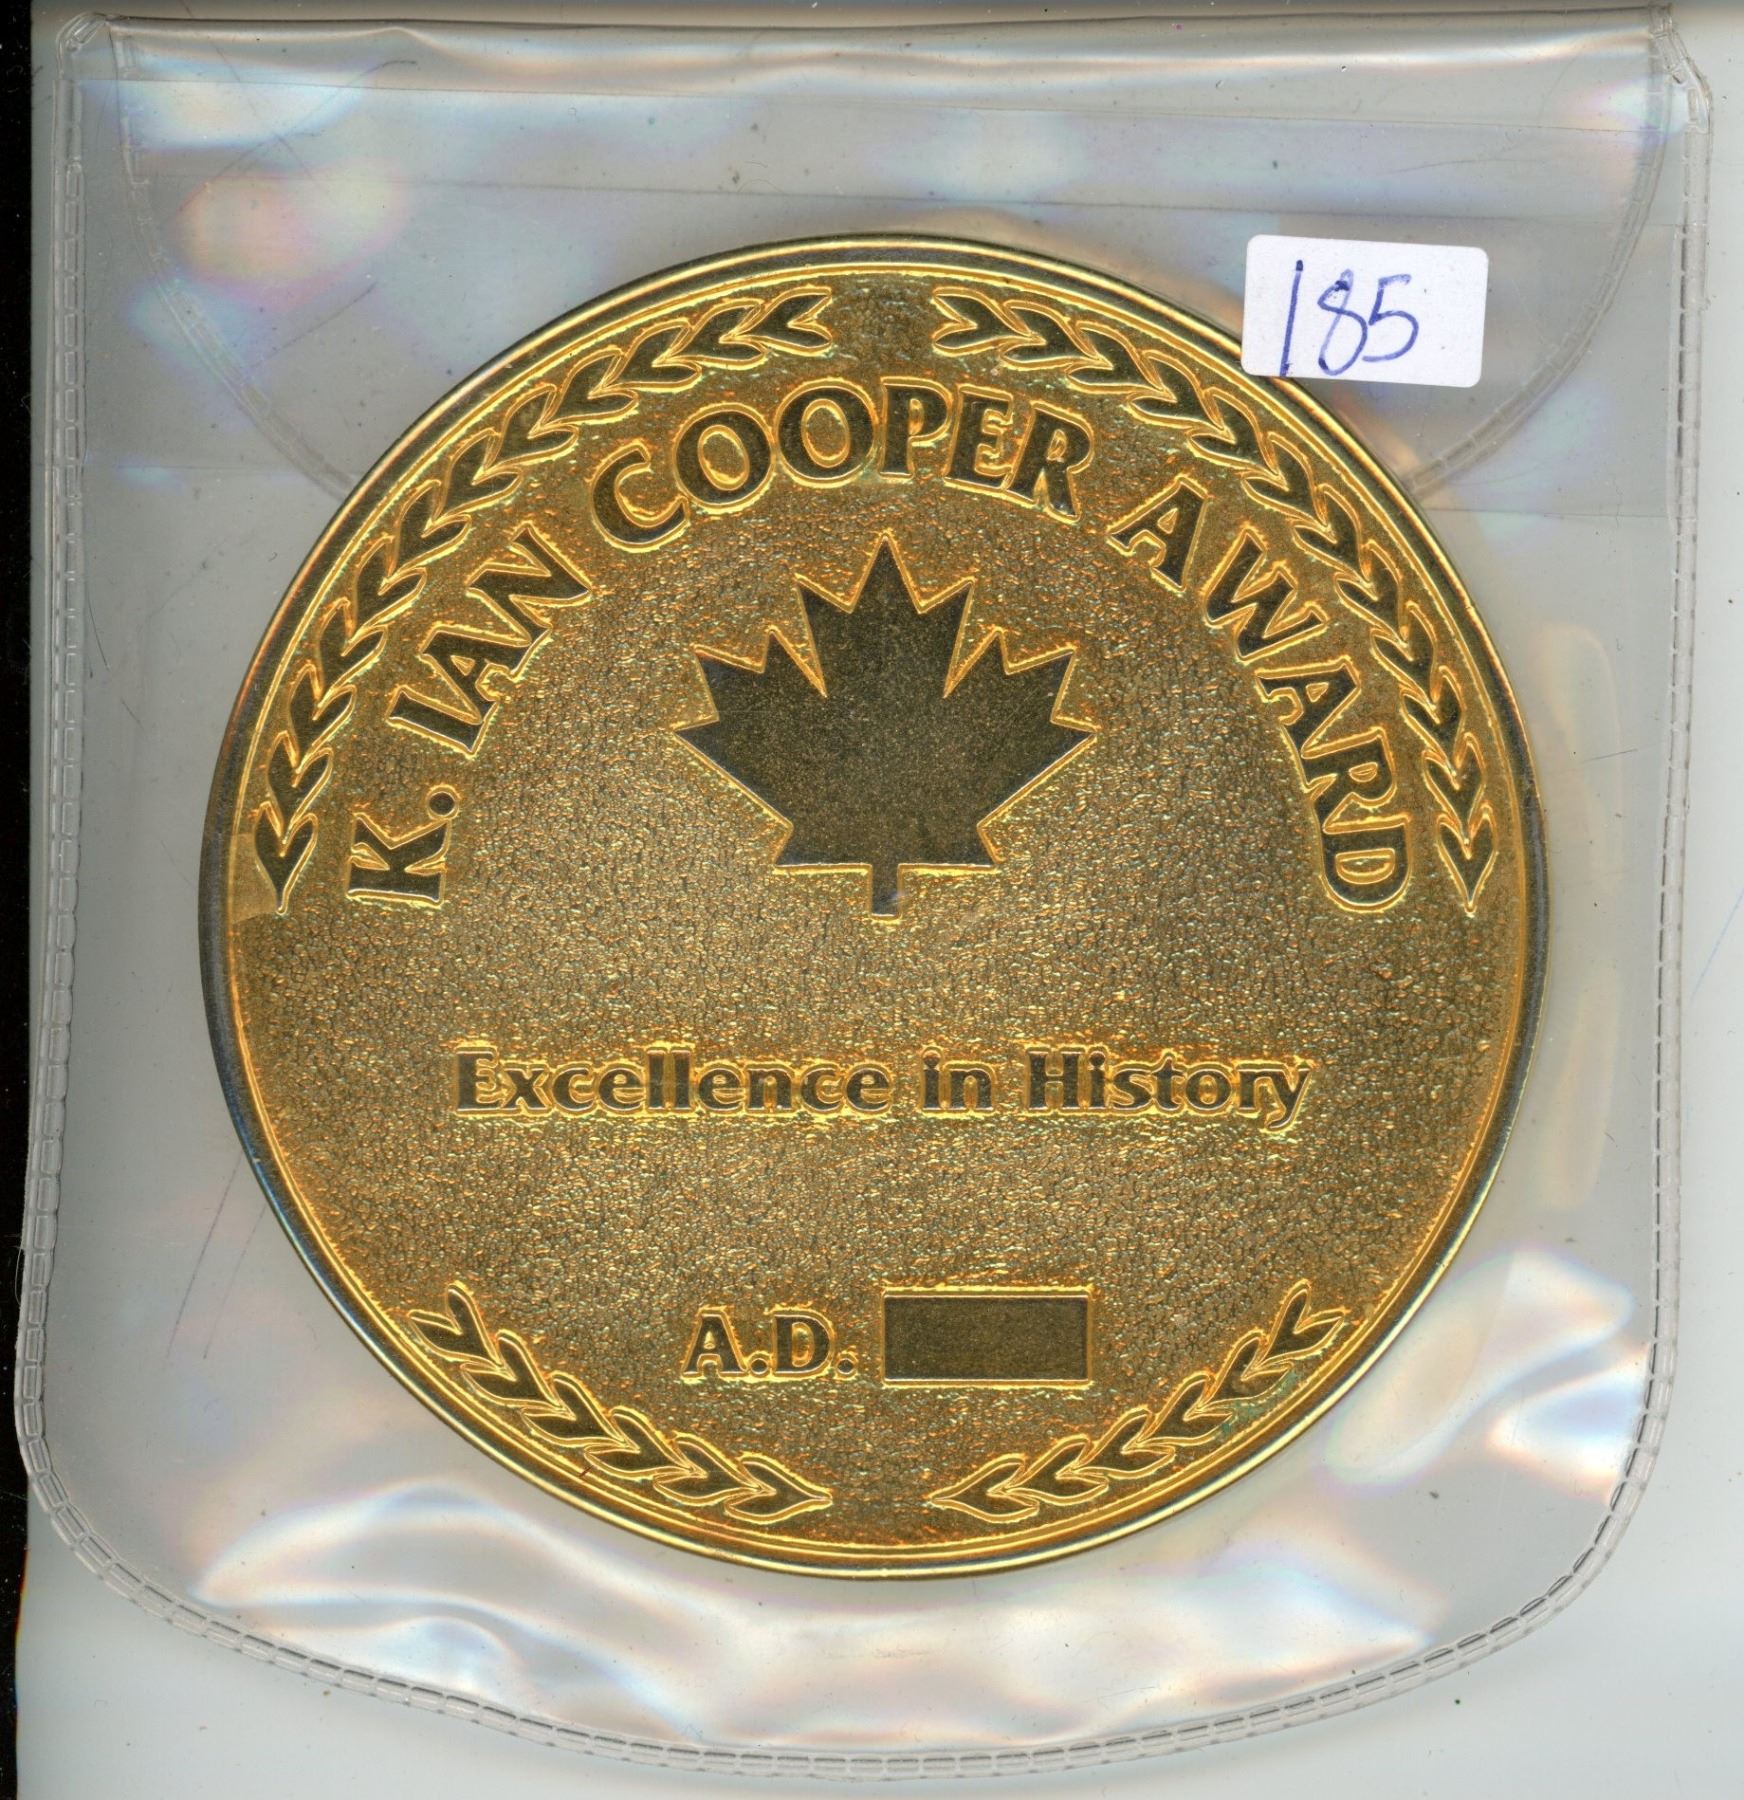 185
K. IAN COOPER AWARD
Excellence in History
A.D.